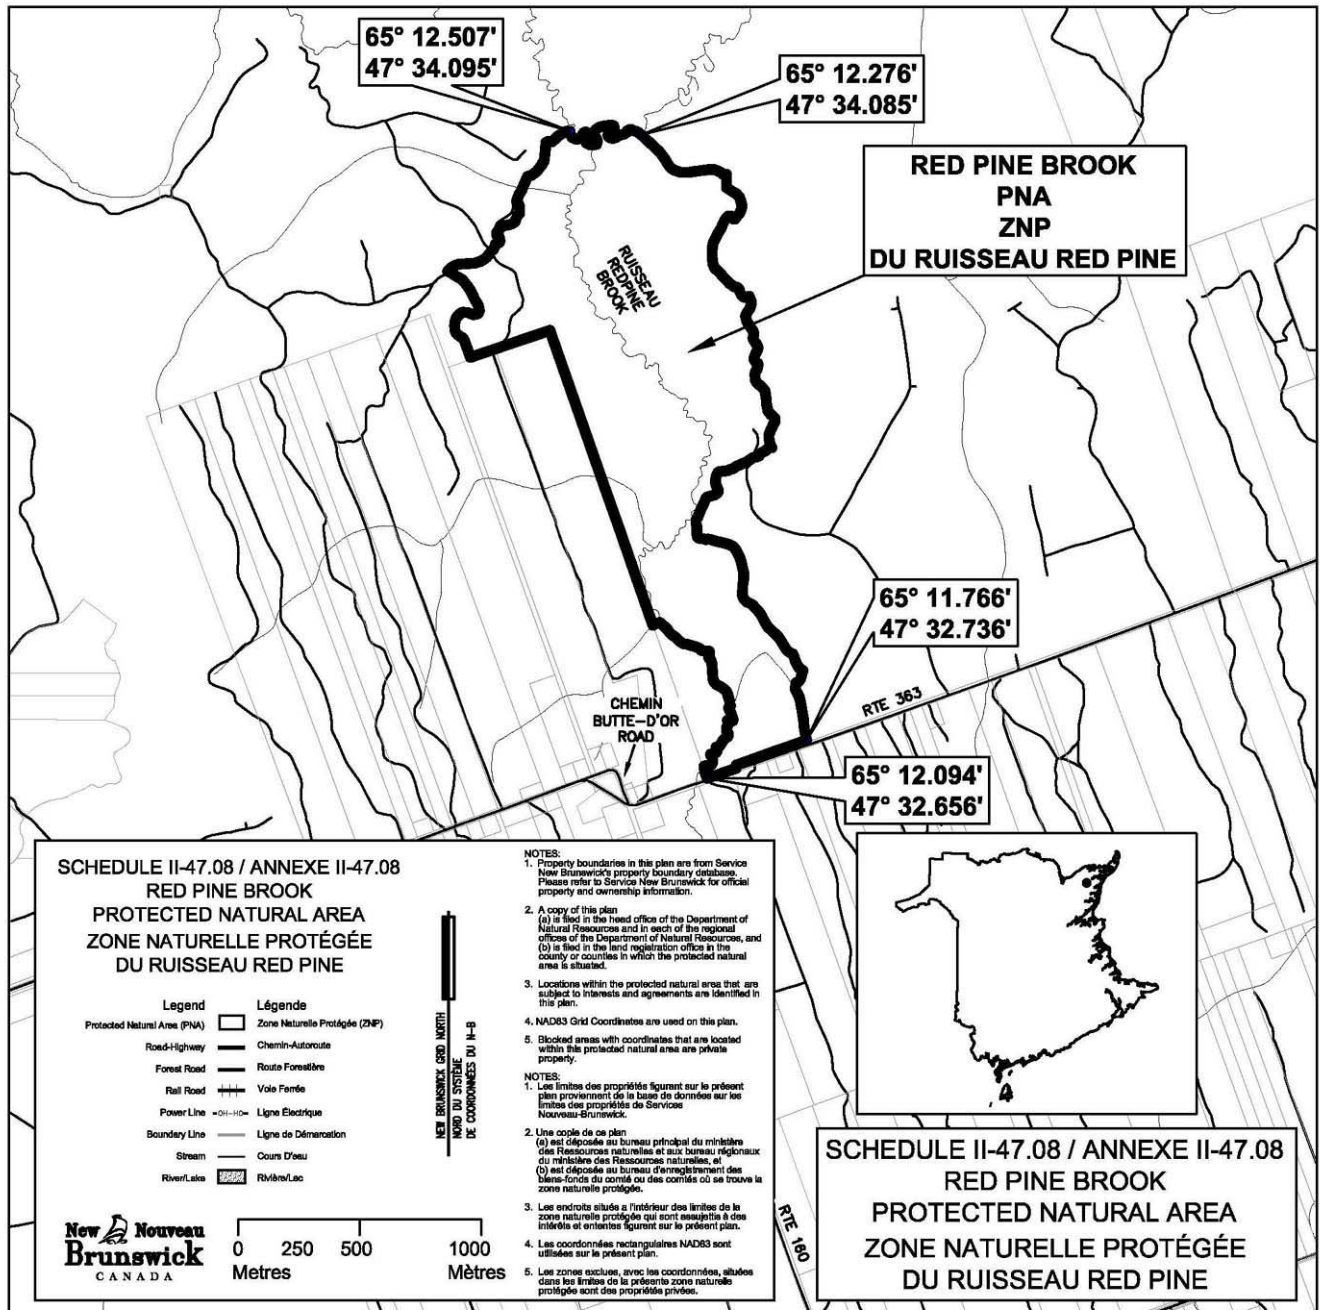 65° 12.507'
47° 34.095'
65° 12.276'
47° 34.085'
RED PINE BROOK
PNA
ZNP
DU RUISSEAU RED PINE
RUISSEAU
REDPINE
BROOK
65° 11.766'
47° 32.736'
RTE 363
CHEMIN
BUTTE-D'OR
ROAD
65° 12.094'
47° 32.656'
SCHEDULE II-47.08 / ANNEXE II-47.08
RED PINE BROOK
PROTECTED NATURAL AREA
ZONE NATURELLE PROTÉGÉE
DU RUISSEAU RED PINE
Legend Légende
Protected Natural Area (PNA) Zone Naturelle Protégée (ZNP)
Road-Highway Chemin-Autoroute
Forest Road Route Forestière
Rail Road Voie Ferrée
Power Line OH-HO Ligne Électrique
Boundary Line Ligne de Démarcation
Stream Cours D'eau
River/Lake Rivière/Lac
NEW BRUNSWICK GRID NORTH
NORD DU SYSTÈME
DE COORDONNÉES DU N-B
New Nouveau
Brunswick
CANADA
0 250 500 1000
Metres Mètres
NOTES:
1. Property boundaries in this plan are from Service
New Brunswick's property boundary database.
Please refer to Service New Brunswick for official
property and ownership information.
2. A copy of this plan
(a) is filed in the head office of the Department of
Natural Resources and in each of the regional
offices of the Department of Natural Resources, and
(b) is filed in the land registration office in the
county or counties in which the protected natural
area is situated.
3. Locations within the protected natural area that are
subject to interests and agreements are identified in
this plan.
4. NAD83 Grid Coordinates are used on this plan.
5. Blocked areas with coordinates that are located
within this protected natural area are private
property.
NOTES:
1. Les limites des propriétés figurant sur le présent
plan proviennent de la base de données sur les
limites des propriétés de Services
Nouveau-Brunswick.
2. Une copie de ce plan
(a) est déposée au bureau principal du ministère
des Ressources naturelles et aux bureau régionaux
du ministère des Ressources naturelles, et
(b) est déposée au bureau d'enregistrement des
biens-fonds du comté ou des comtés où se trouve la
zone naturelle protégée.
3. Les endroits situés a l'intérieur des limites de la
zone naturelle protégée qui sont assujettis à des
intérêts et ententes figurent sur le présent plan.
4. Les coordonnées rectangulaires NAD83 sont
utilisées sur le présent plan.
5. Les zones exclues, avec les coordonnées, situées
dans les limites de la présente zone naturelle
protégée sont des propriétés privées.
RTE 160
SCHEDULE II-47.08 / ANNEXE II-47.08
RED PINE BROOK
PROTECTED NATURAL AREA
ZONE NATURELLE PROTÉGÉE
DU RUISSEAU RED PINE